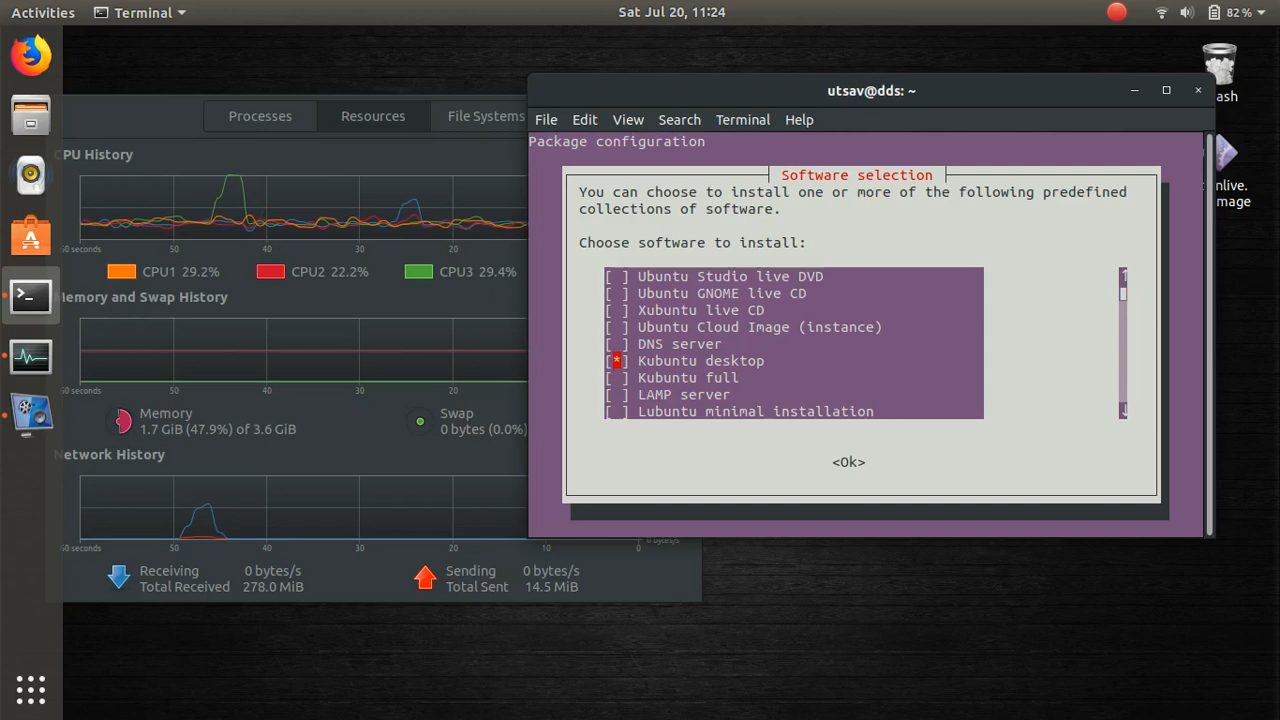 Activities
Terminal
Sat Jul 20, 11:24
82 %
Processes
Resources
File Systems
CPU History
50
40
30
20
60 seconds
CPU1 29.2%
CPU2 22.2%
CPU3 29.4%
Memory and Swap History
50
40
30
20
60 seconds
Memory
1.7 GiB (47.9%) of 3.6 GiB
Swap
0 bytes (0.0%)
Network History
60 seconds
50
40
30
20
10
0
0 bytes/s
Receiving
0 bytes/s
Total Received
278.0 MiB
Sending
0 bytes/s
Total Sent
14.5 MiB
utsav@dds: ~
File Edit View Search Terminal Help
Package configuration
Software selection
You can choose to install one or more of the following predefined
collections of software.
Choose software to install:
[ ] Ubuntu Studio live DVD
[ ] Ubuntu GNOME live CD
[ ] Xubuntu live CD
[ ] Ubuntu Cloud Image (instance)
[ ] DNS server
[*] Kubuntu desktop
[ ] Kubuntu full
[ ] LAMP server
[ ] Lubuntu minimal installation
<Ok>
ash
nlive.
mage